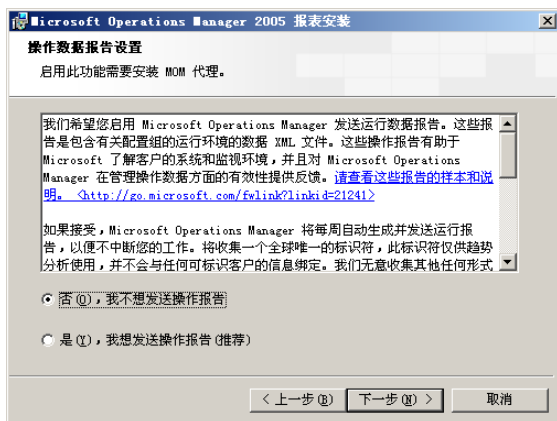 Microsoft Operations Manager 2005 报表安装
操作数据报告设置
启用此功能需要安装 MOM 代理。
我们希望您启用 Microsoft Operations Manager 发送运行数据报告。这些报
告是包含有关配置组的运行环境的数据 XML 文件。这些操作报告有助于
Microsoft 了解客户的系统和监视环境，并且对 Microsoft Operations
Manager 在管理操作数据方面的有效性提供反馈。请查看这些报告的样本和说
明。 <http://go.microsoft.com/fwlink?linkid=21241>
如果接受，Microsoft Operations Manager 将每周自动生成并发送运行报
告，以便不中断您的工作。将收集一个全球唯一的标识符，此标识符仅供趋势
分析使用，并不会与任何可标识客户的信息绑定。我们无意收集其他任何形式
否(O)，我不想发送操作报告
是(Y)，我想发送操作报告(推荐)
< 上一步(B)
下一步(N) >
取消